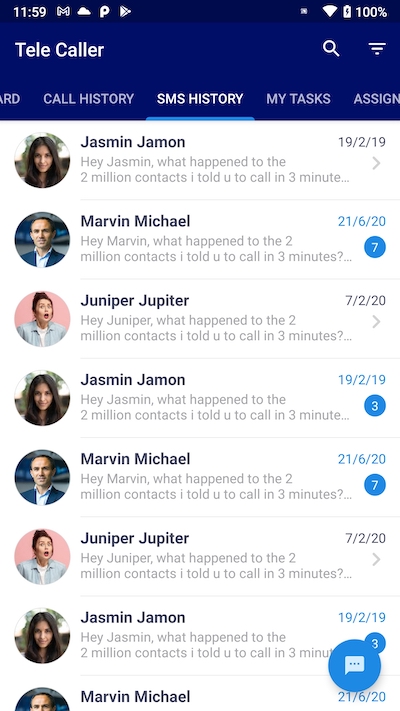 11:59 100%
Tele Caller
ARD CALL HISTORY SMS HISTORY MY TASKS ASSIGN
Jasmin Jamon 19/2/19
Hey Jasmin, what happened to the
2 million contacts i told u to call in 3 minute...
Marvin Michael 21/6/20
Hey Marvin, what happened to the 2
million contacts i told u to call in 3 minutes?... 7
Juniper Jupiter 7/2/20
Hey Juniper, what happened to the 2
million contacts i told u to call in 3 minutes?...
Jasmin Jamon 19/2/19
Hey Jasmin, what happened to the
2 million contacts i told u to call in 3 minute... 3
Marvin Michael 21/6/20
Hey Marvin, what happened to the 2
million contacts i told u to call in 3 minutes?... 7
Juniper Jupiter 7/2/20
Hey Juniper, what happened to the 2
million contacts i told u to call in 3 minutes?...
Jasmin Jamon 19/2/19
Hey Jasmin, what happened to the 3
2 million contacts i told u to call in 3 minut
Marvin Michael 21/6/20